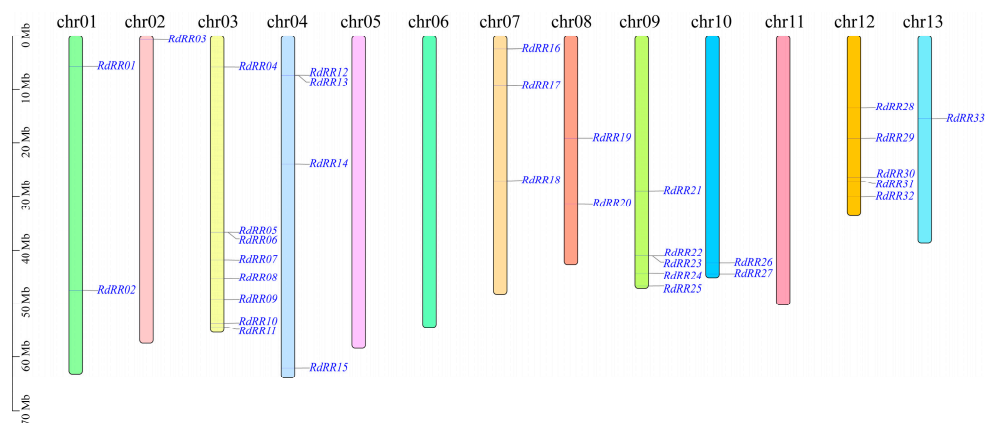 chr01 chr02 chr03 chr04 chr05 chr06 chr07 chr08 chr09 chr10 chr11 chr12 chr13
0 Mb
10 Mb
20 Mb
30 Mb
40 Mb
50 Mb
60 Mb
70 Mb
RdRR01
RdRR02
RdRR03
RdRR04
RdRR05
RdRR06
RdRR07
RdRR08
RdRR09
RdRR10
RdRR11
RdRR12
RdRR13
RdRR14
RdRR15
RdRR16
RdRR17
RdRR18
RdRR19
RdRR20
RdRR21
RdRR22
RdRR23
RdRR24
RdRR25
RdRR26
RdRR27
RdRR28
RdRR29
RdRR30
RdRR31
RdRR32
RdRR33